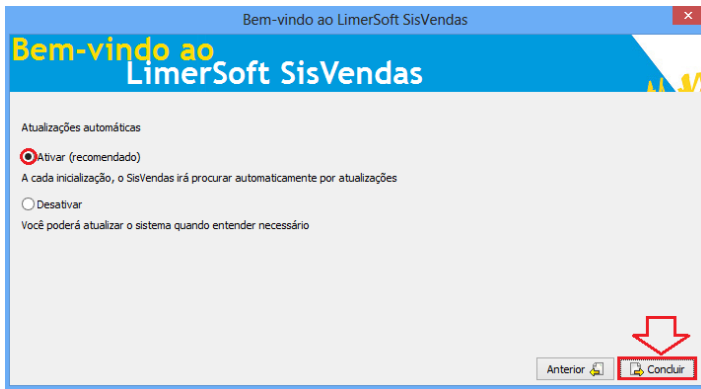 Bem-vindo ao LimerSoft SisVendas
Bem-vindo ao
LimerSoft SisVendas
Atualizações automáticas
Ativar (recomendado)
A cada inicialização, o SisVendas irá procurar automaticamente por atualizações
Desativar
Você poderá atualizar o sistema quando entender necessário
Anterior
Concluir